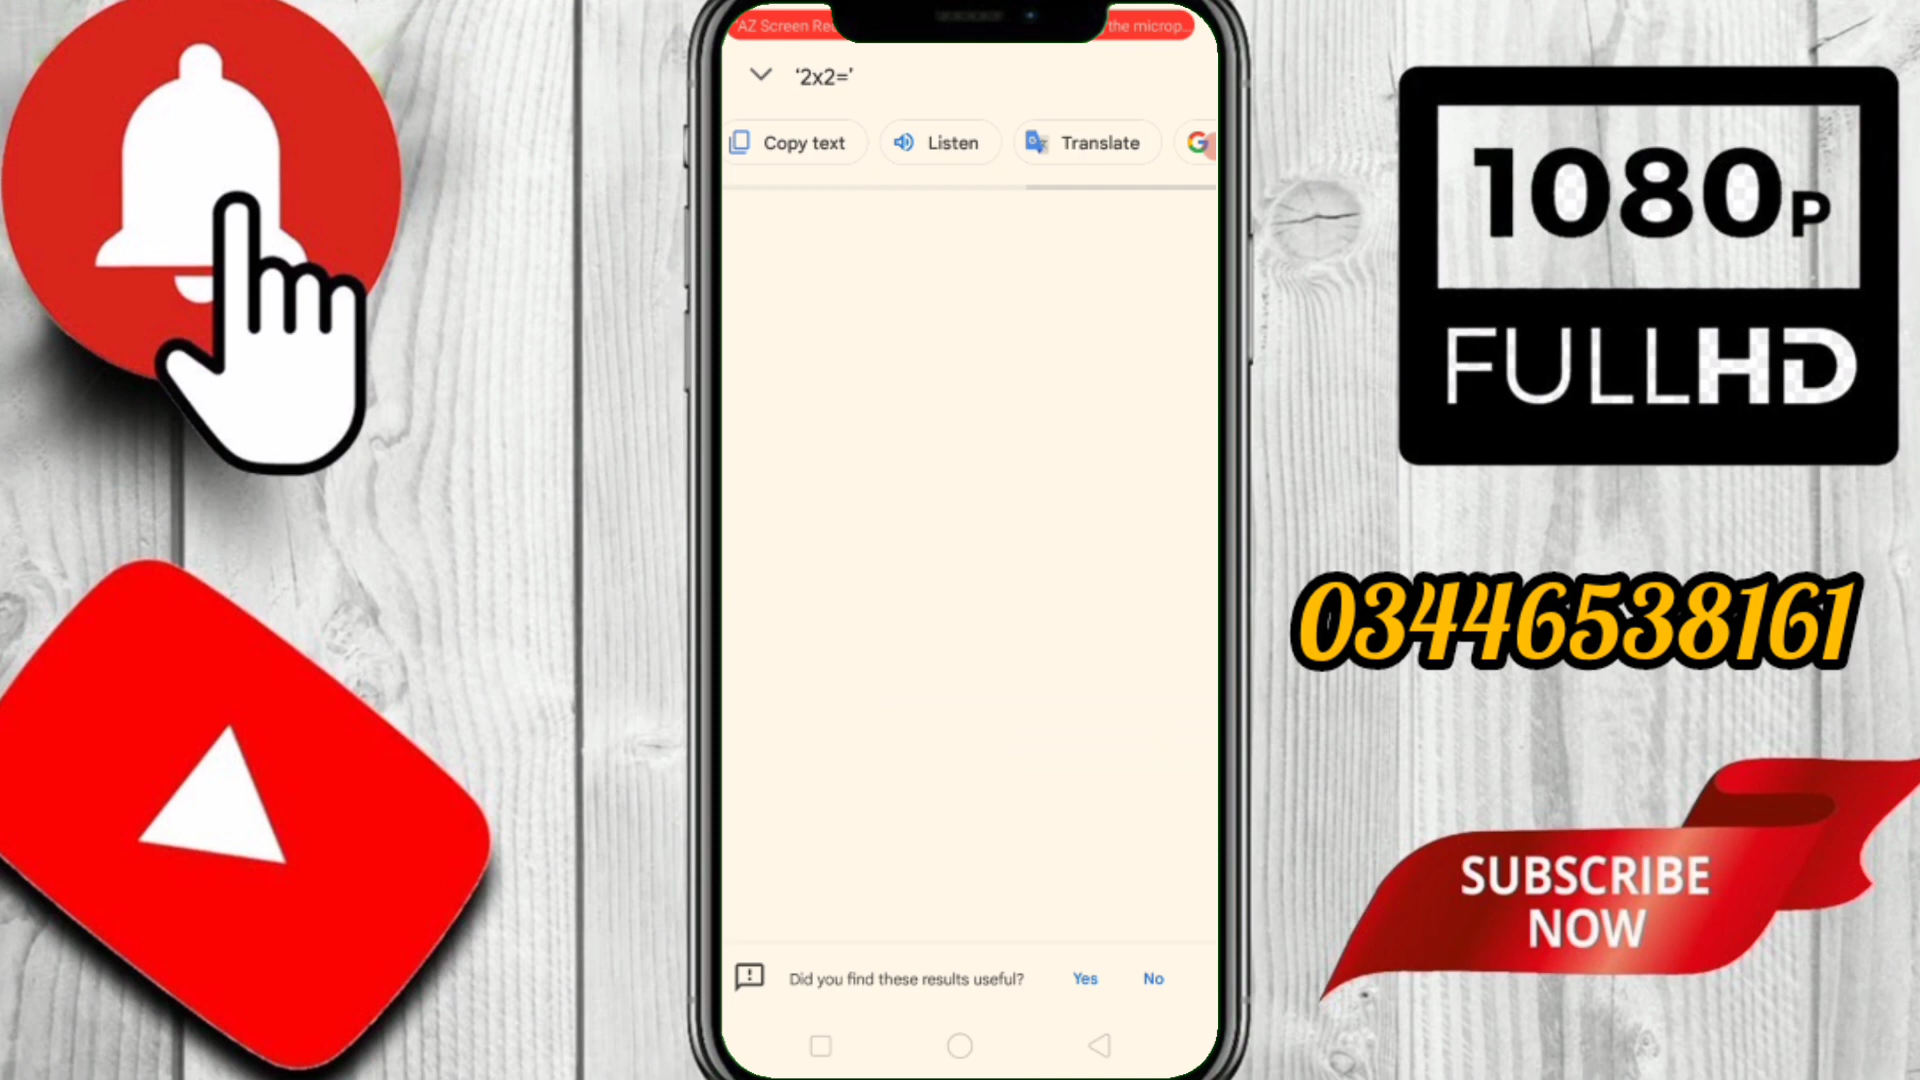 AZ Screen Rec
the microp...
‘2x2=’
Copy text
Listen
Translate
G
1080P
FULLHD
03446538161
SUBSCRIBE
NOW
Did you find these results useful? Yes No